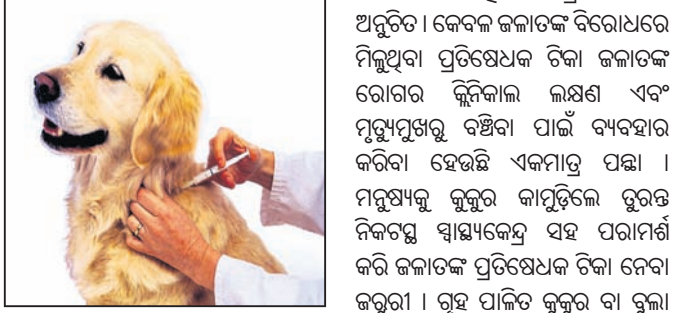 ଅନୁଚିତ । କେବଳ ଜଳାତଙ୍କ ବିରୋଧରେ
ମିଳୁଥିବା ପ୍ରତିଷେଧକ ଟିକା ଜଳାତଙ୍କ
ରୋଗର କ୍ଲିନିକାଲ ଲକ୍ଷଣ ଏବଂ
ମୃତ୍ୟୁମୁଖରୁ ବଞ୍ଚିବା ପାଇଁ ବ୍ୟବହାର
କରିବା ହେଉଛି ଏକମାତ୍ର ପନ୍ଥା ।
ମନୁଷ୍ୟକୁ କୁକୁର କାମୁଡ଼ିଲେ ତୁରନ୍ତ
ନିକଟସ୍ଥ ସ୍ୱାସ୍ଥ୍ୟକେନ୍ଦ୍ର ସହ ପରାମର୍ଶ
କରି ଜଳାତଙ୍କ ପ୍ରତିଷେଧକ ଟିକା ନେବା
ଜରୁରୀ । ଗୃହ ପାଳିତ କୁକୁର ବା ବୁଲା